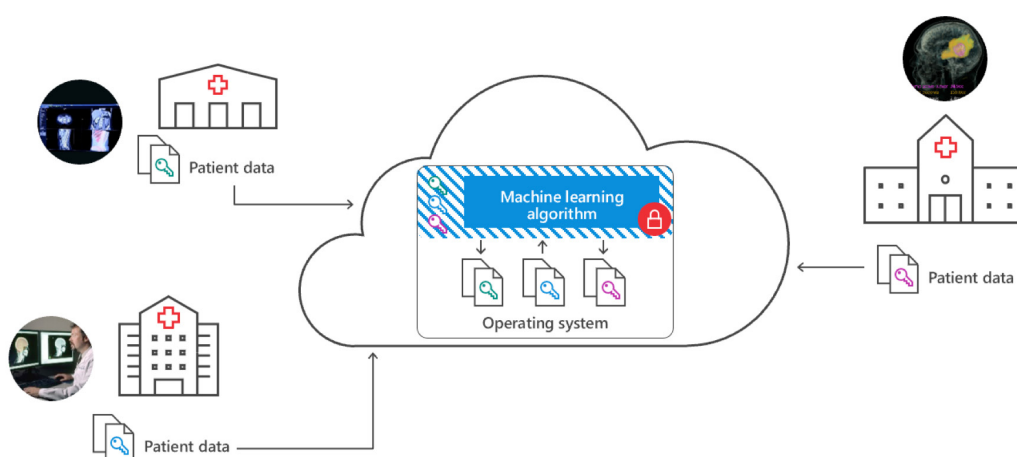 Patient data
Machine learning
algorithm
Operating system
Patient data
Patient data